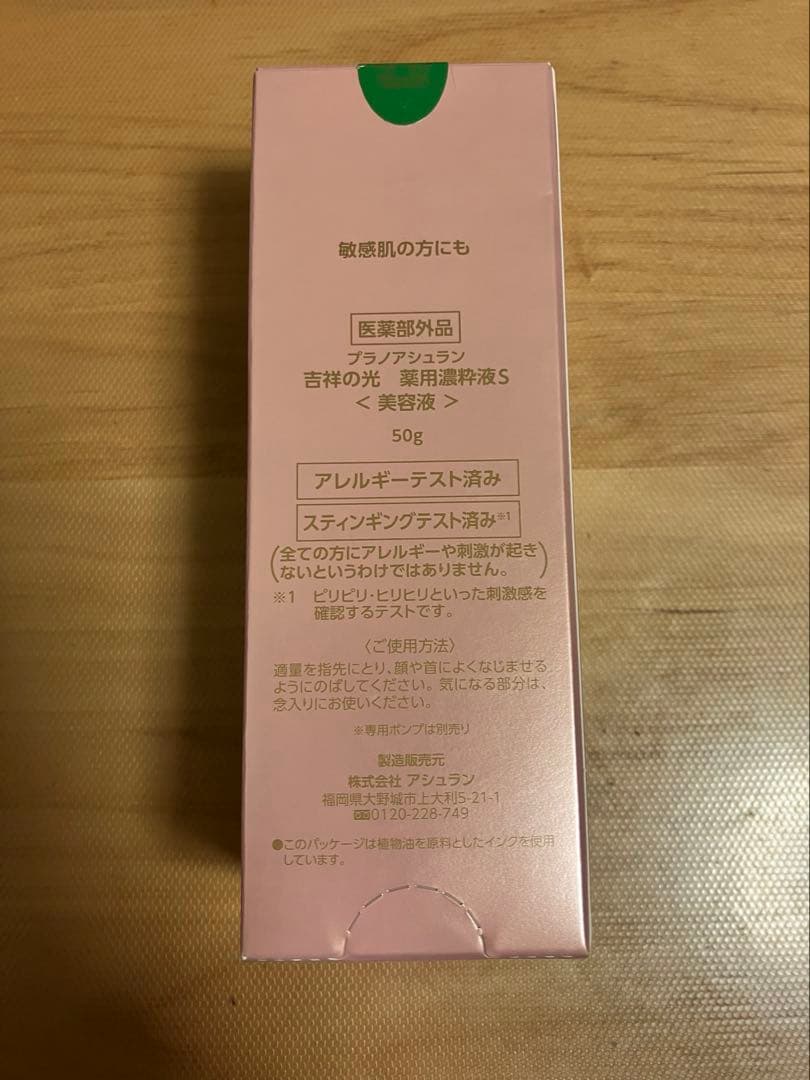 敏感肌の方にも
医薬部外品
プラノアシュラン
吉祥の光 薬用濃粋液S
＜ 美容液 ＞
50g
アレルギーテスト済み
スティンギングテスト済み※1
(全ての方にアレルギーや刺激が起き
ないというわけではありません。)
※1 ピリピリ・ヒリヒリといった刺激感を
確認するテストです。
〈ご使用方法〉
適量を指先にとり、顔や首によくなじませる
ようにのばしてください。気になる部分は、
念入りにお使いください。
※専用ポンプは別売り
製造販売元
株式会社 アシュラン
福岡県大野城市上大利5-21-1
0120-228-749
●このパッケージは植物油を原料としたインクを使用
しています。